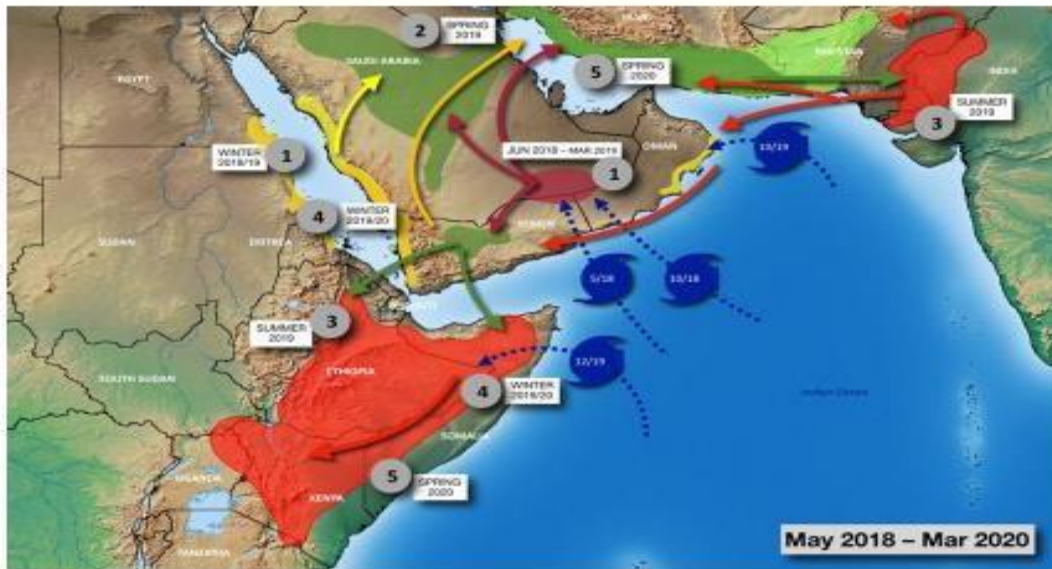 2
SPRING
2019
SAUDI ARABIA
EGYPT
5
SPRING
2020
PAKISTAN
INDIA
SUMMER
2019
3
WINTER
2018/19
1
JUN 2018 – MAR 2019
1
OMAN
10/19
4
WINTER
2019/20
SUDAN
ERITREA
YEMEN
5/18
10/18
SUMMER
2019
3
ETHIOPIA
12/19
SOUTH SUDAN
4
WINTER
2019/20
Indian Ocean
SOMALIA
5
SPRING
2020
UGANDA
KENYA
TANZANIA
May 2018 – Mar 2020